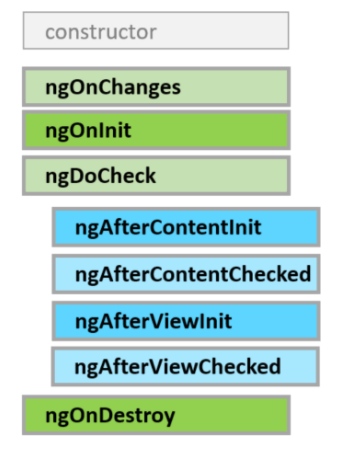 constructor
ngOnChanges
ngOnInit
ngDoCheck
ngAfterContentInit
ngAfterContentChecked
ngAfterViewInit
ngAfterViewChecked
ngOnDestroy